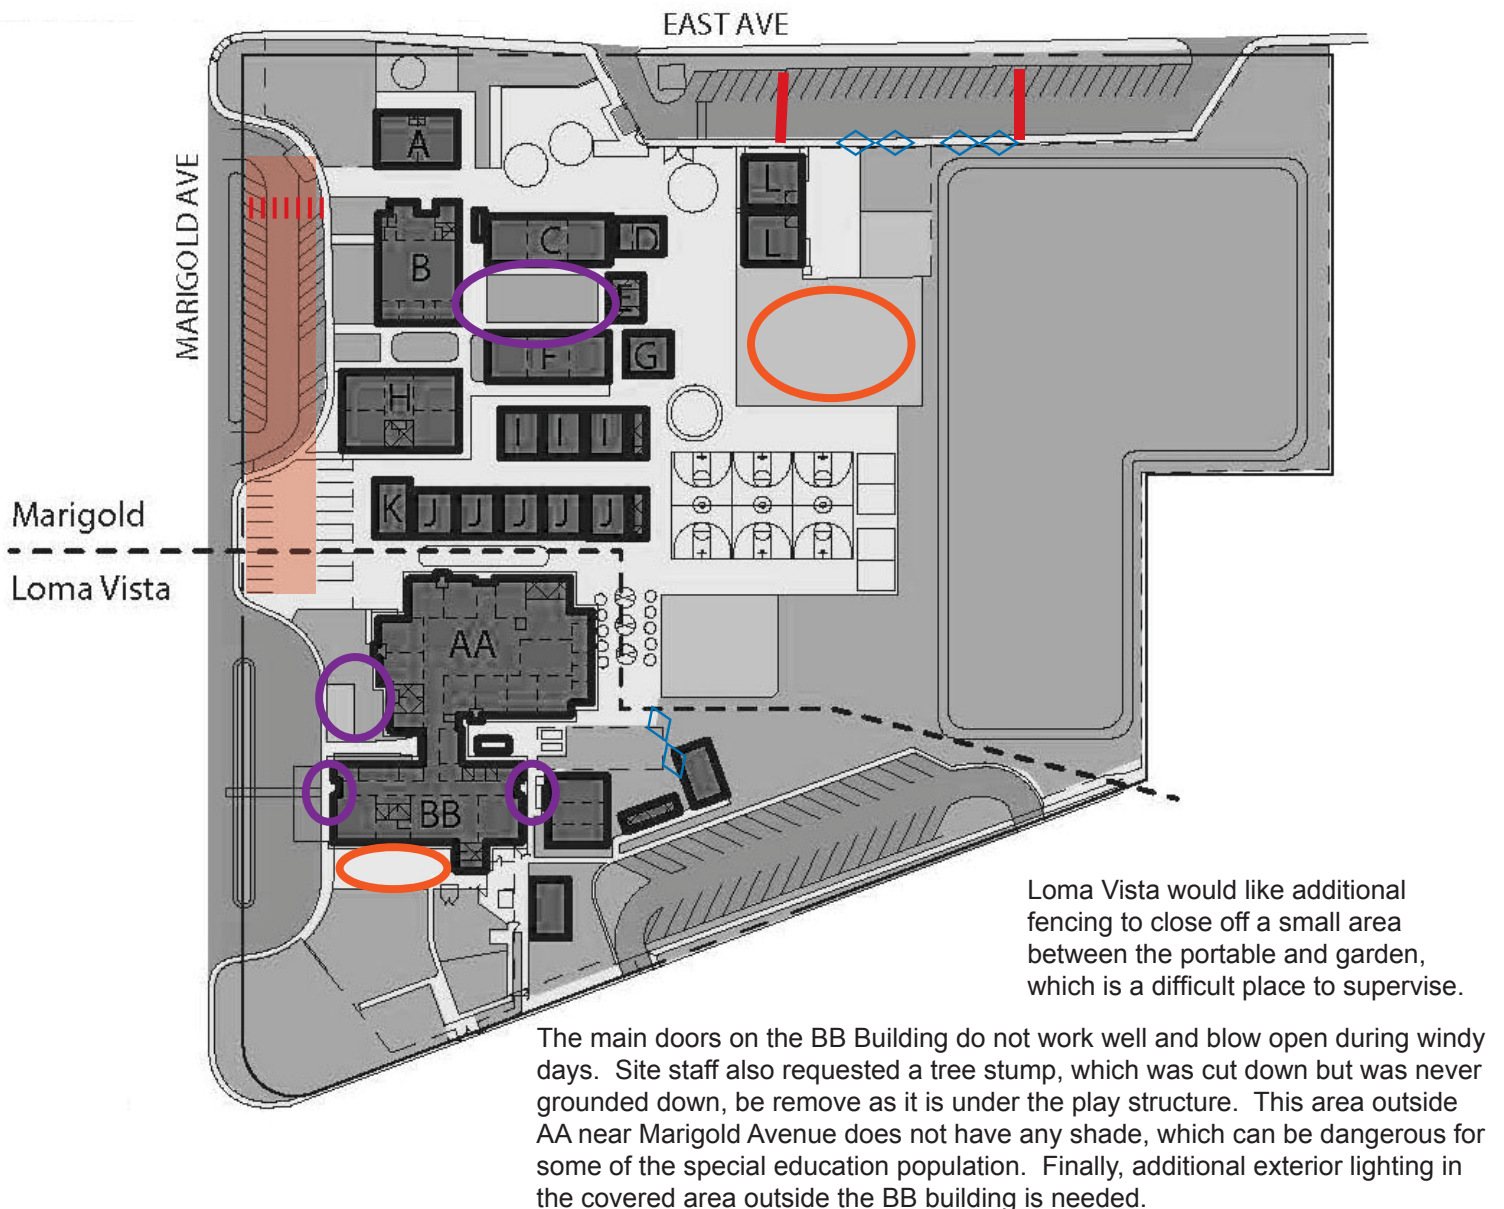 EAST AVE
MARIGOLD AVE
A
L
B
C
D
E
L
F
G
H
I I I
K J J J J J
Marigold
Loma Vista
AA
BB
Loma Vista would like additional
fencing to close off a small area
between the portable and garden,
which is a difficult place to supervise.
The main doors on the BB Building do not work well and blow open during windy
days.  Site staff also requested a tree stump, which was cut down but was never
grounded down, be remove as it is under the play structure.  This area outside
AA near Marigold Avenue does not have any shade, which can be dangerous for
some of the special education population.  Finally, additional exterior lighting in
the covered area outside the BB building is needed.